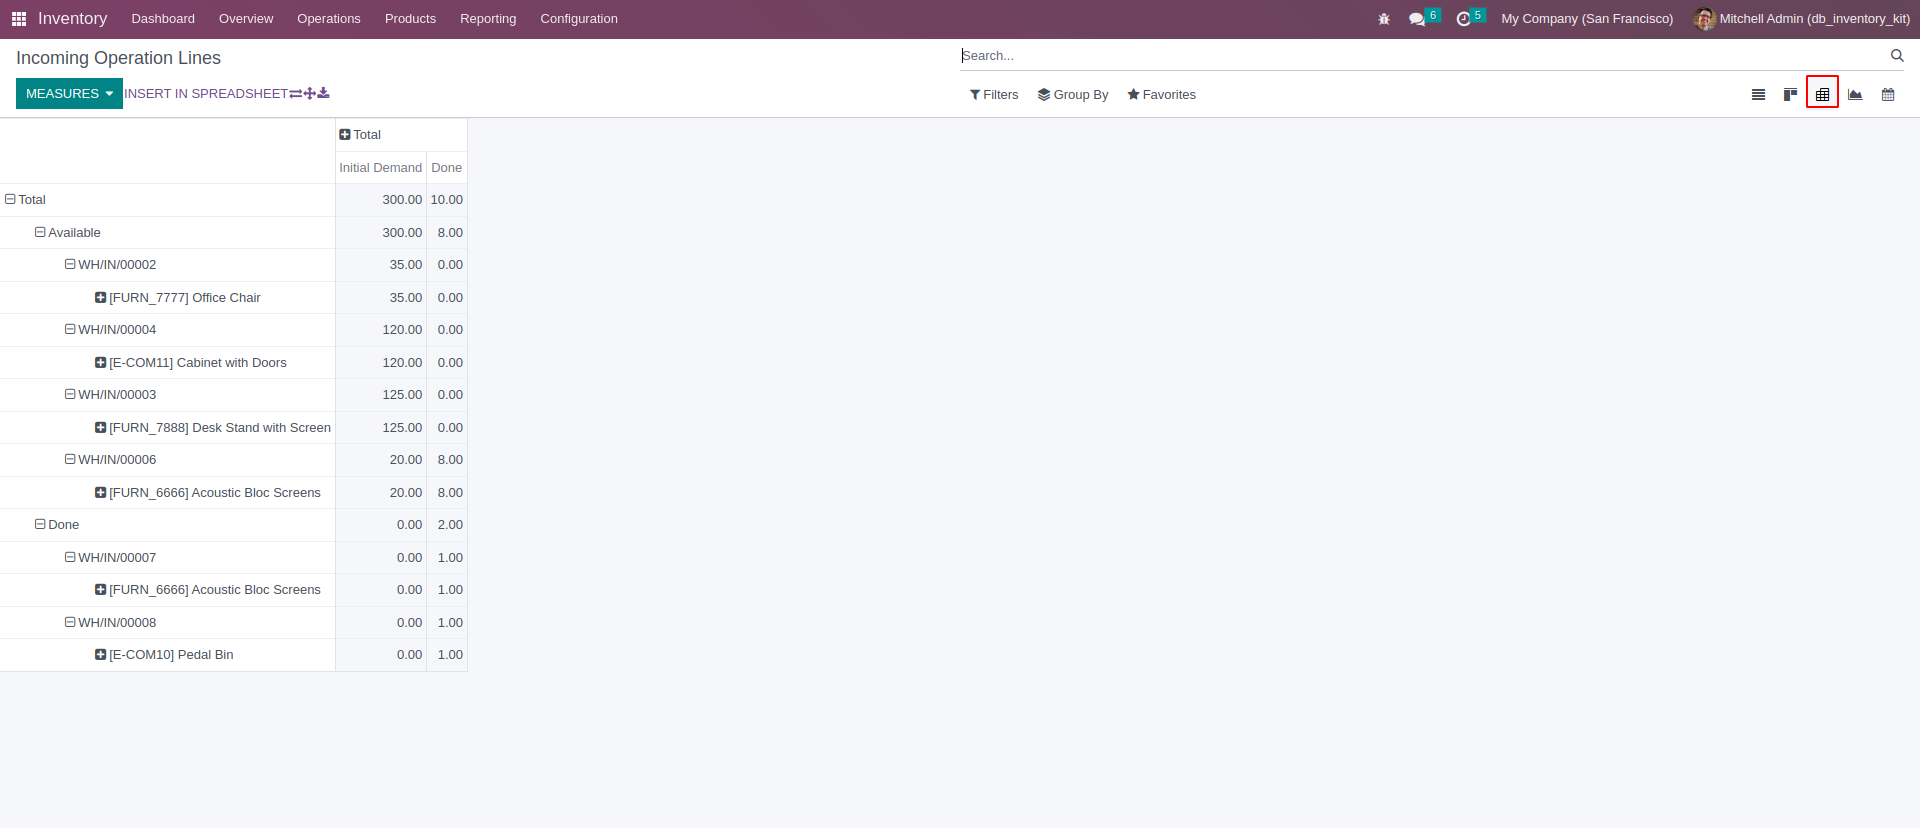 Inventory Dashboard Overview Operations Products Reporting Configuration 6 5 My Company (San Francisco) Mitchell Admin (db_inventory_kit)
Incoming Operation Lines Search...
MEASURES INSERT IN SPREADSHEET Filters Group By Favorites
Total
Initial Demand Done
Total 300.00 10.00
Available 300.00 8.00
WH/IN/00002 35.00 0.00
[FURN_7777] Office Chair 35.00 0.00
WH/IN/00004 120.00 0.00
[E-COM11] Cabinet with Doors 120.00 0.00
WH/IN/00003 125.00 0.00
[FURN_7888] Desk Stand with Screen 125.00 0.00
WH/IN/00006 20.00 8.00
[FURN_6666] Acoustic Bloc Screens 20.00 8.00
Done 0.00 2.00
WH/IN/00007 0.00 1.00
[FURN_6666] Acoustic Bloc Screens 0.00 1.00
WH/IN/00008 0.00 1.00
[E-COM10] Pedal Bin 0.00 1.00